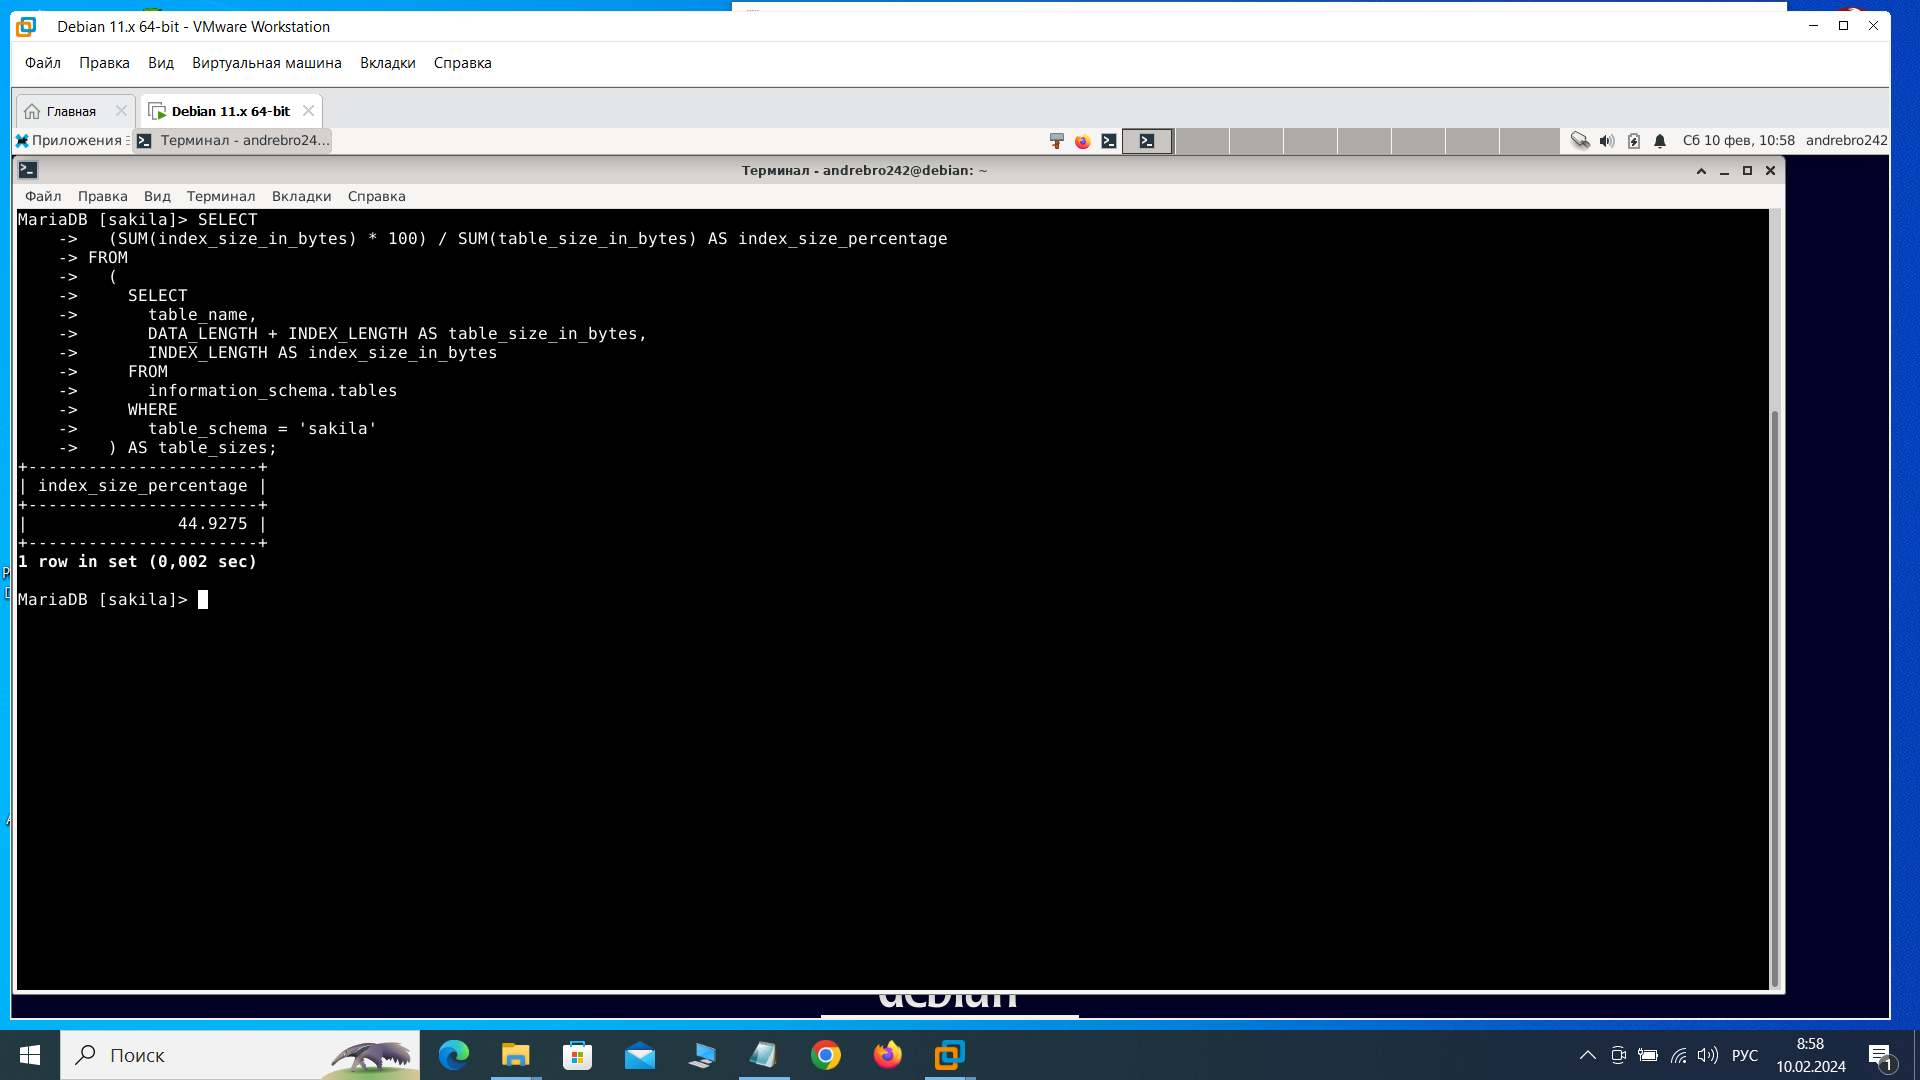 Debian 11.x 64-bit - VMware Workstation
Файл Правка Вид Виртуальная машина Вкладки Справка
Главная Debian 11.x 64-bit
Приложения Терминал - andrebro24... Сб 10 фев, 10:58 andrebro242
Терминал - andrebro242@debian: ~
Файл Правка Вид Терминал Вкладки Справка
MariaDB [sakila]> SELECT
    ->   (SUM(index_size_in_bytes) * 100) / SUM(table_size_in_bytes) AS index_size_percentage
    -> FROM
    ->   (
    ->     SELECT
    ->       table_name,
    ->       DATA_LENGTH + INDEX_LENGTH AS table_size_in_bytes,
    ->       INDEX_LENGTH AS index_size_in_bytes
    ->     FROM
    ->       information_schema.tables
    ->     WHERE
    ->       table_schema = 'sakila'
    ->   ) AS table_sizes;
+-----------------------+
| index_size_percentage |
+-----------------------+
|               44.9275 |
+-----------------------+
1 row in set (0,002 sec)
MariaDB [sakila]>
debian
Поиск
РУС
8:58
10.02.2024
1